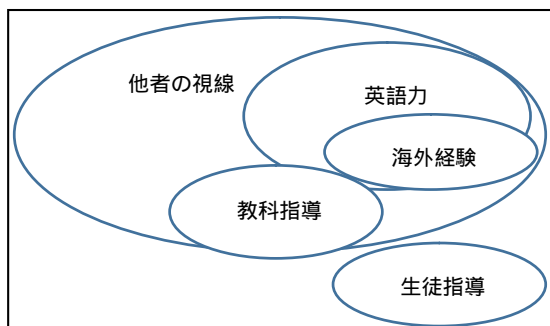 他者の視線
英語力
海外経験
教科指導
生徒指導